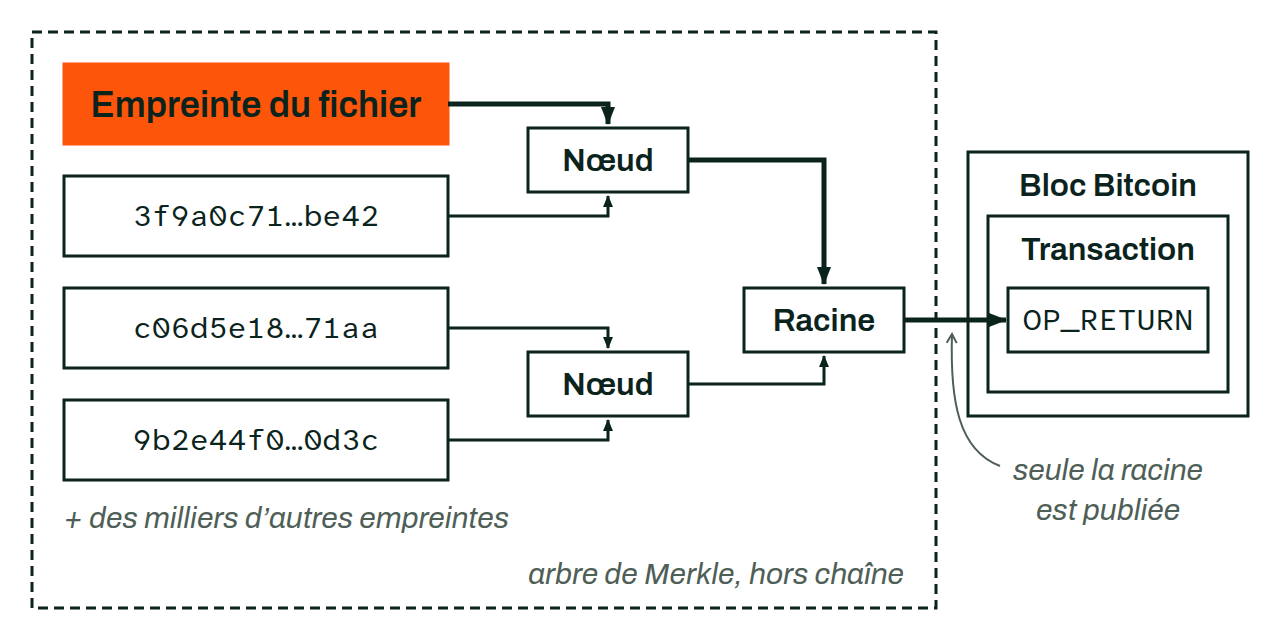 Empreinte du fichier
Nœud
3f9a0c71…be42
c06d5e18…71aa
Nœud
9b2e44f0…0d3c
+ des milliers d’autres empreintes
arbre de Merkle, hors chaîne
Racine
Bloc Bitcoin
Transaction
OP_RETURN
seule la racine
est publiée